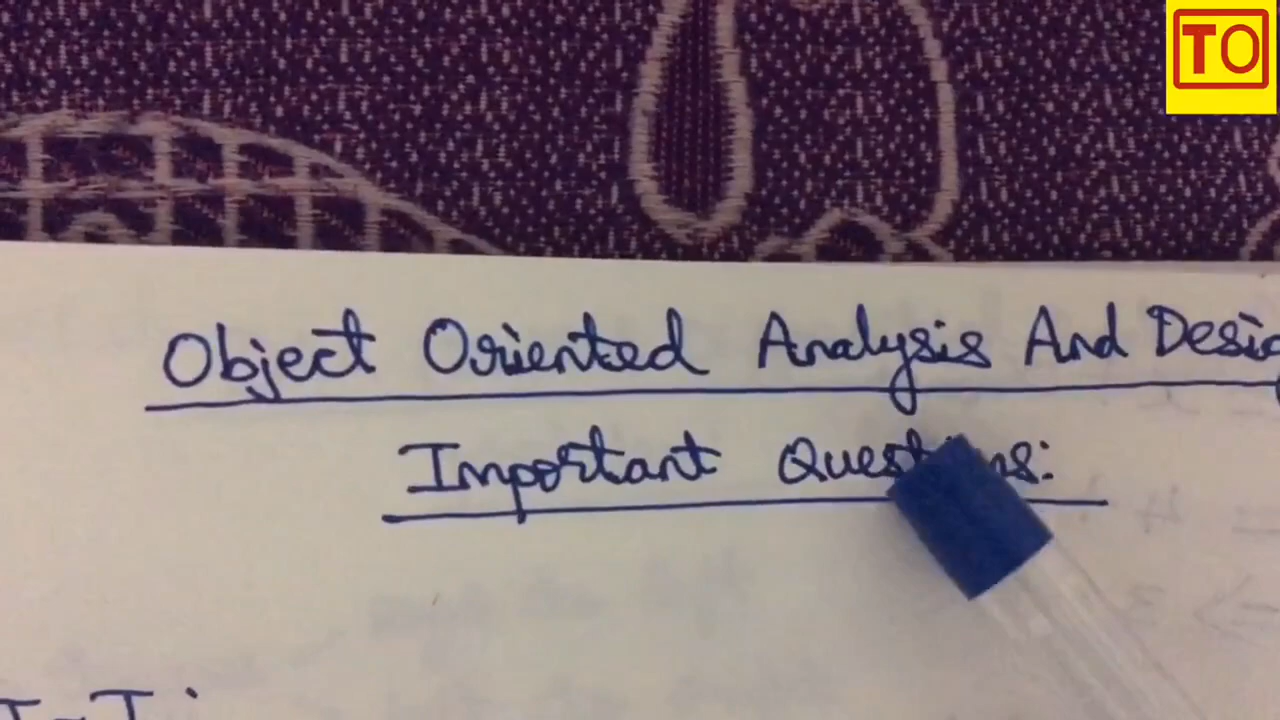 TO
Object Oriented Analysis And Desig
Important Questions: